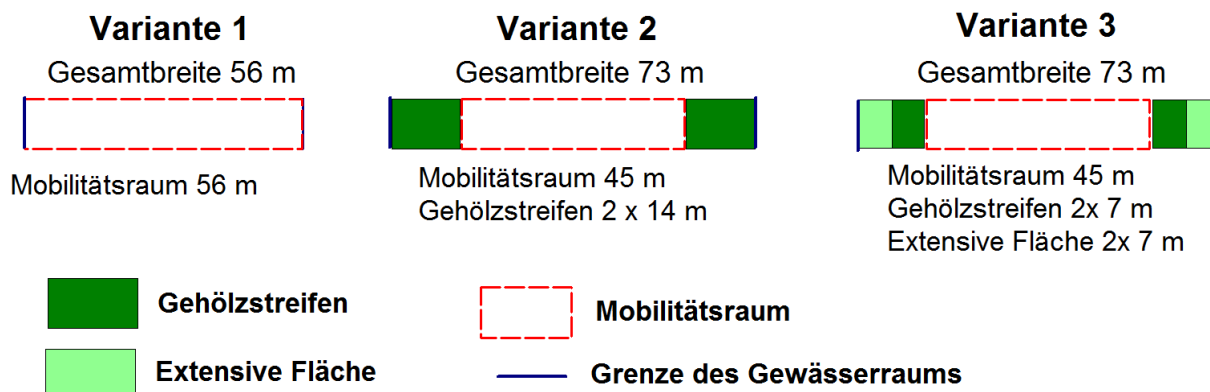 Variante 1
Gesamtbreite 56 m
Mobilitätsraum 56 m
Variante 2
Gesamtbreite 73 m
Mobilitätsraum 45 m
Gehölzstreifen 2 x 14 m
Variante 3
Gesamtbreite 73 m
Mobilitätsraum 45 m
Gehölzstreifen 2x 7 m
Extensive Fläche 2x 7 m
Gehölzstreifen
Mobilitätsraum
Extensive Fläche
Grenze des Gewässerraums